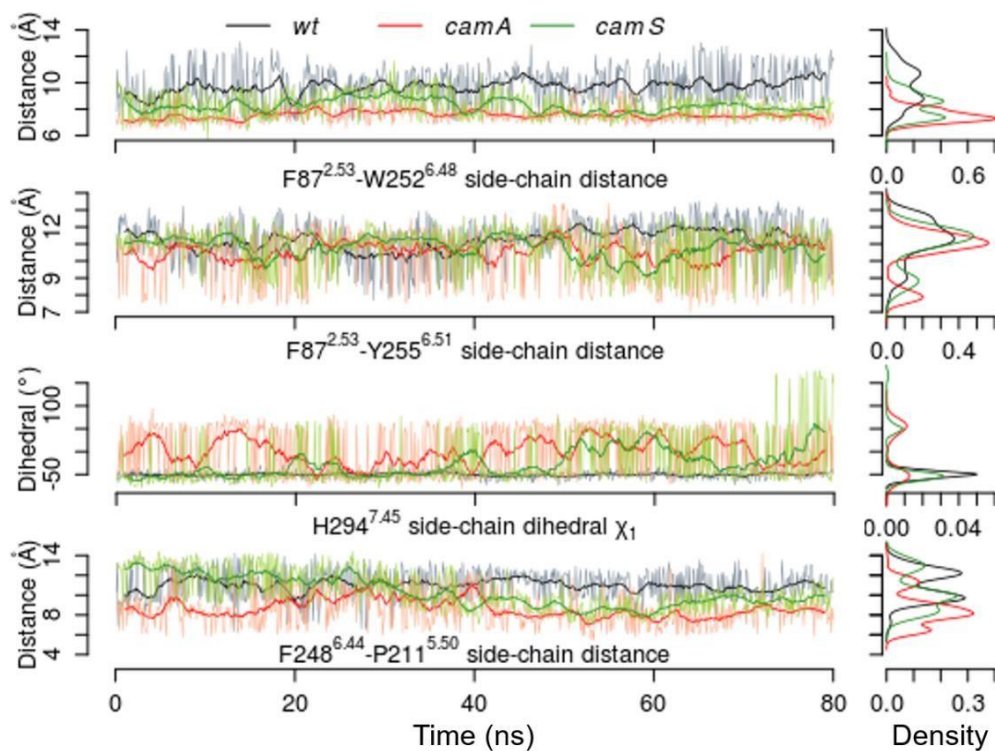 wt camA camS
Distance (Å) 14 10 6
F87^2.53-W252^6.48 side-chain distance 0.0 0.6
Distance (Å) 12 9 7
F87^2.53-Y255^6.51 side-chain distance 0.0 0.4
Dihedral (°) 100 -50
H294^7.45 side-chain dihedral χ1 0.00 0.04
Distance (Å) 14 8 4
F248^6.44-P211^5.50 side-chain distance
0 20 40 60 80 0.0 0.3
Time (ns) Density